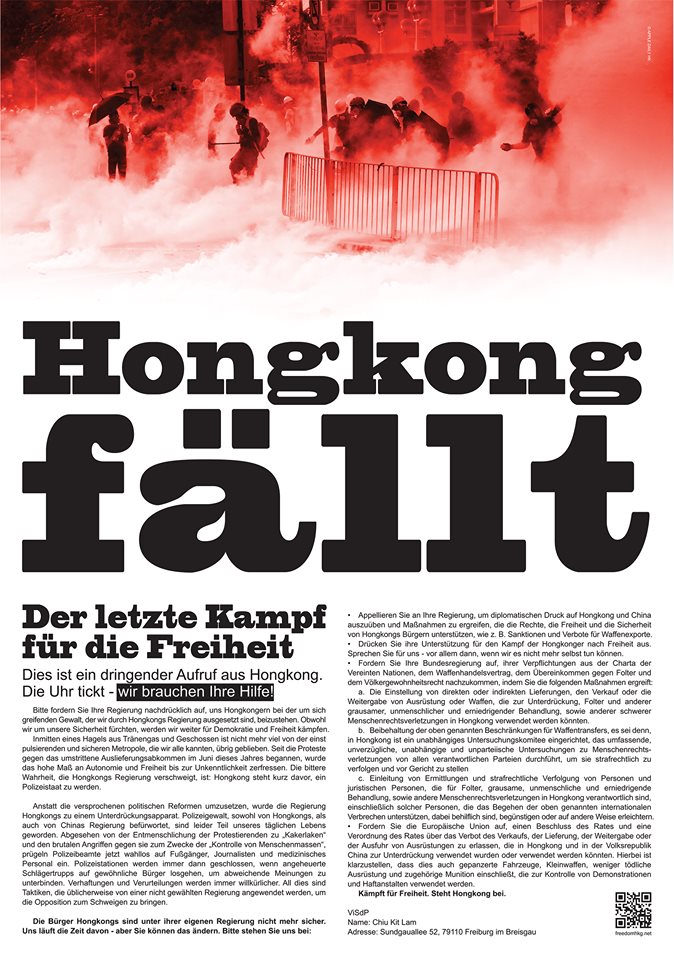 © APPLE DAILY HK
Hongkong
fällt
Der letzte Kampf
für die Freiheit
Dies ist ein dringender Aufruf aus Hongkong.
Die Uhr tickt - wir brauchen Ihre Hilfe!
Bitte fordern Sie Ihre Regierung nachdrücklich auf, uns Hongkongern bei der um sich
greifenden Gewalt, der wir durch Hongkongs Regierung ausgesetzt sind, beizustehen. Obwohl
wir um unsere Sicherheit fürchten, werden wir weiter für Demokratie und Freiheit kämpfen.
Inmitten eines Hagels aus Tränengas und Geschossen ist nicht mehr viel von der einst
pulsierenden und sicheren Metropole, die wir alle kannten, übrig geblieben. Seit die Proteste
gegen das umstrittene Auslieferungsabkommen im Juni dieses Jahres begannen, wurde
das hohe Maß an Autonomie und Freiheit bis zur Unkenntlichkeit zerfressen. Die bittere
Wahrheit, die Hongkongs Regierung verschweigt, ist: Hongkong steht kurz davor, ein
Polizeistaat zu werden.
Anstatt die versprochenen politischen Reformen umzusetzen, wurde die Regierung
Hongkongs zu einem Unterdrückungsapparat. Polizeigewalt, sowohl von Hongkongs, als
auch von Chinas Regierung befürwortet, sind leider Teil unseres täglichen Lebens
geworden. Abgesehen von der Entmenschlichung der Protestierenden zu „Kakerlaken“
und den brutalen Angriffen gegen sie zum Zwecke der „Kontrolle von Menschenmassen“,
prügeln Polizeibeamte jetzt wahllos auf Fußgänger, Journalisten und medizinisches
Personal ein. Polizeistationen werden immer dann geschlossen, wenn angeheuerte
Schlägertrupps auf gewöhnliche Bürger losgehen, um abweichende Meinungen zu
unterbinden. Verhaftungen und Verurteilungen werden immer willkürlicher. All dies sind
Taktiken, die üblicherweise von einer nicht gewählten Regierung angewendet werden, um
die Opposition zum Schweigen zu bringen.
Die Bürger Hongkongs sind unter ihrer eigenen Regierung nicht mehr sicher.
Uns läuft die Zeit davon - aber Sie können das ändern. Bitte stehen Sie uns bei:
• Appellieren Sie an Ihre Regierung, um diplomatischen Druck auf Hongkong und China
auszuüben und Maßnahmen zu ergreifen, die die Rechte, die Freiheit und die Sicherheit
von Hongkongs Bürgern unterstützen, wie z. B. Sanktionen und Verbote für Waffenexporte.
• Drücken Sie ihre Unterstützung für den Kampf der Hongkonger nach Freiheit aus.
Sprechen Sie für uns - vor allem dann, wenn wir es nicht mehr selbst tun können.
• Fordern Sie Ihre Bundesregierung auf, ihrer Verpflichtungen aus der Charta der
Vereinten Nationen, dem Waffenhandelsvertrag, dem Übereinkommen gegen Folter und
dem Völkergewohnheitsrecht nachzukommen, indem Sie die folgenden Maßnahmen ergreift:
a. Die Einstellung von direkten oder indirekten Lieferungen, den Verkauf oder die
Weitergabe von Ausrüstung oder Waffen, die zur Unterdrückung, Folter und anderer
grausamer, unmenschlicher und erniedrigender Behandlung, sowie anderer schwerer
Menschenrechtsverletzungen in Hongkong verwendet werden könnten.
b. Beibehaltung der oben genannten Beschränkungen für Waffentransfers, es sei denn,
in Hongkong ist ein unabhängiges Untersuchungskomitee eingerichtet, das umfassende,
unverzügliche, unabhängige und unparteiische Untersuchungen zu Menschenrechts-
verletzungen von allen verantwortlichen Parteien durchführt, um sie strafrechtlich zu
verfolgen und vor Gericht zu stellen
c. Einleitung von Ermittlungen und strafrechtliche Verfolgung von Personen und
juristischen Personen, die für Folter, grausame, unmenschliche und erniedrigende
Behandlung, sowie andere Menschenrechtsverletzungen in Hongkong verantwortlich sind,
einschließlich solcher Personen, die das Begehen der oben genannten internationalen
Verbrechen unterstützen, dabei behilflich sind, begünstigen oder auf andere Weise erleichtern.
• Fordern Sie die Europäische Union auf, einen Beschluss des Rates und eine
Verordnung des Rates über das Verbot des Verkaufs, der Lieferung, der Weitergabe oder
der Ausfuhr von Ausrüstungen zu erlassen, die in Hongkong und in der Volksrepublik
China zur Unterdrückung verwendet wurden oder verwendet werden könnten. Hierbei ist
klarzustellen, dass dies auch gepanzerte Fahrzeuge, Kleinwaffen, weniger tödliche
Ausrüstung und zugehörige Munition einschließt, die zur Kontrolle von Demonstrationen
und Haftanstalten verwendet werden.
Kämpft für Freiheit. Steht Hongkong bei.
ViSdP
Name: Chiu Kit Lam
Adresse: Sundgauallee 52, 79110 Freiburg im Breisgau
freedomhkg.net